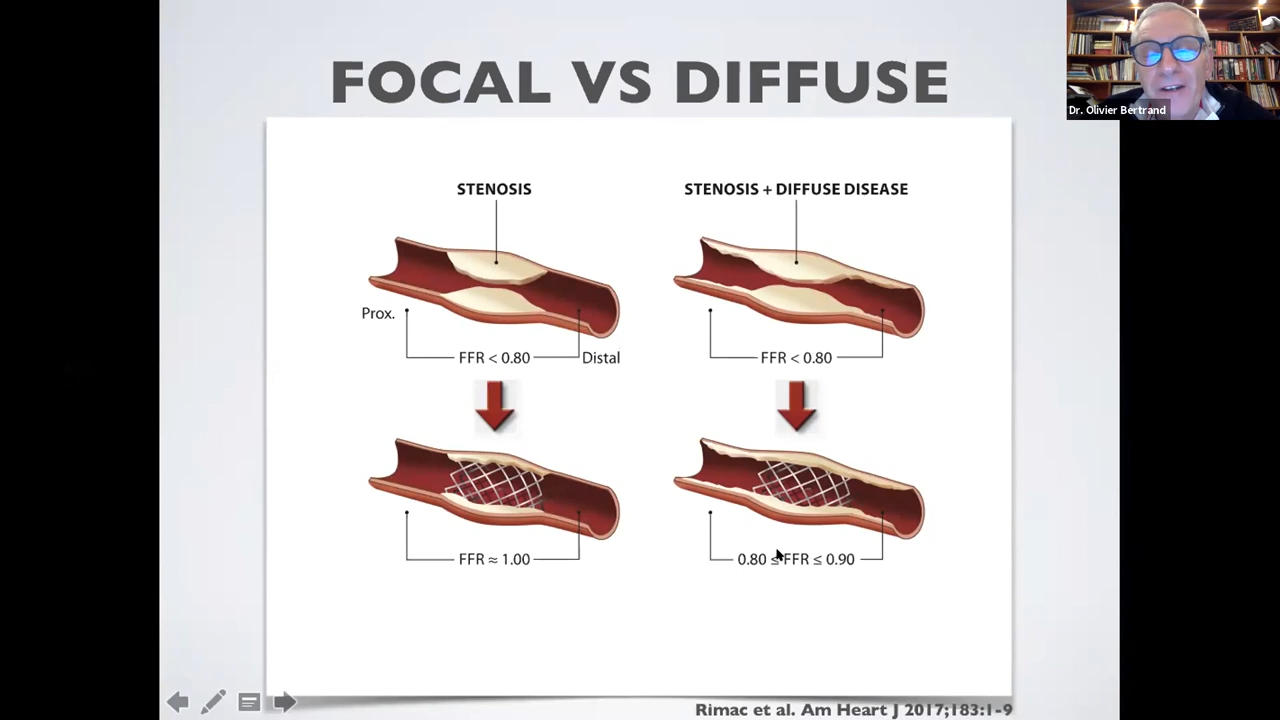 FOCAL VS DIFFUSE
Dr. Olivier Bertrand
STENOSIS
STENOSIS + DIFFUSE DISEASE
Prox.
FFR < 0.80
Distal
FFR < 0.80
FFR ≈ 1.00
0.80 ≤ FFR ≤ 0.90
Rimac et al. Am Heart J 2017;183:1-9